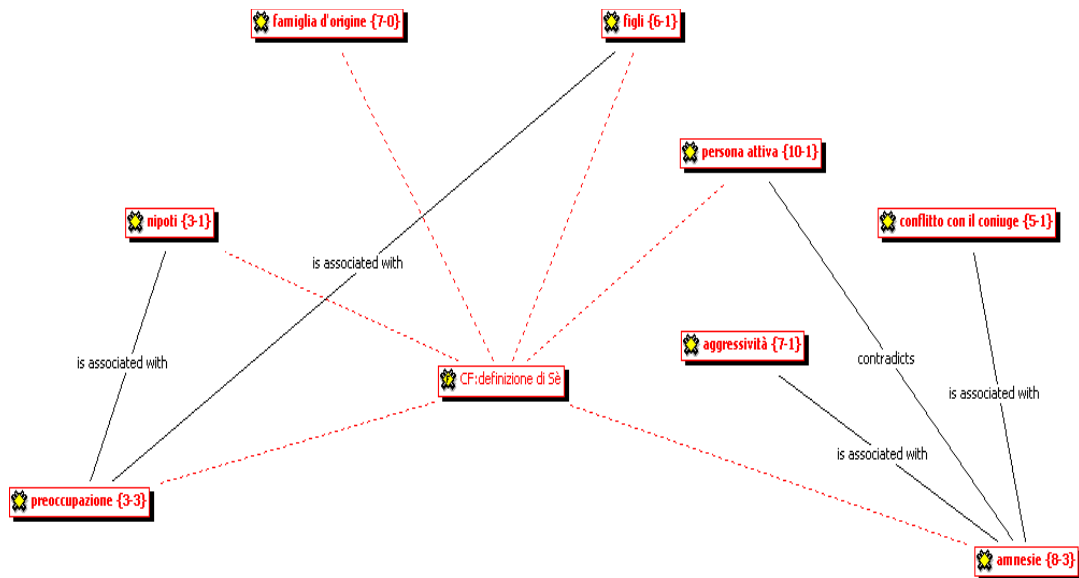 famiglia d'origine {7-0}
figli {6-1}
persona attiva {10-1}
nipoti {3-1}
conflitto con il coniuge {5-1}
is associated with
aggressività {7-1}
is associated with
contradicts
CF:definizione di Sè
is associated with
is associated with
preoccupazione {3-3}
amnesie {8-3}